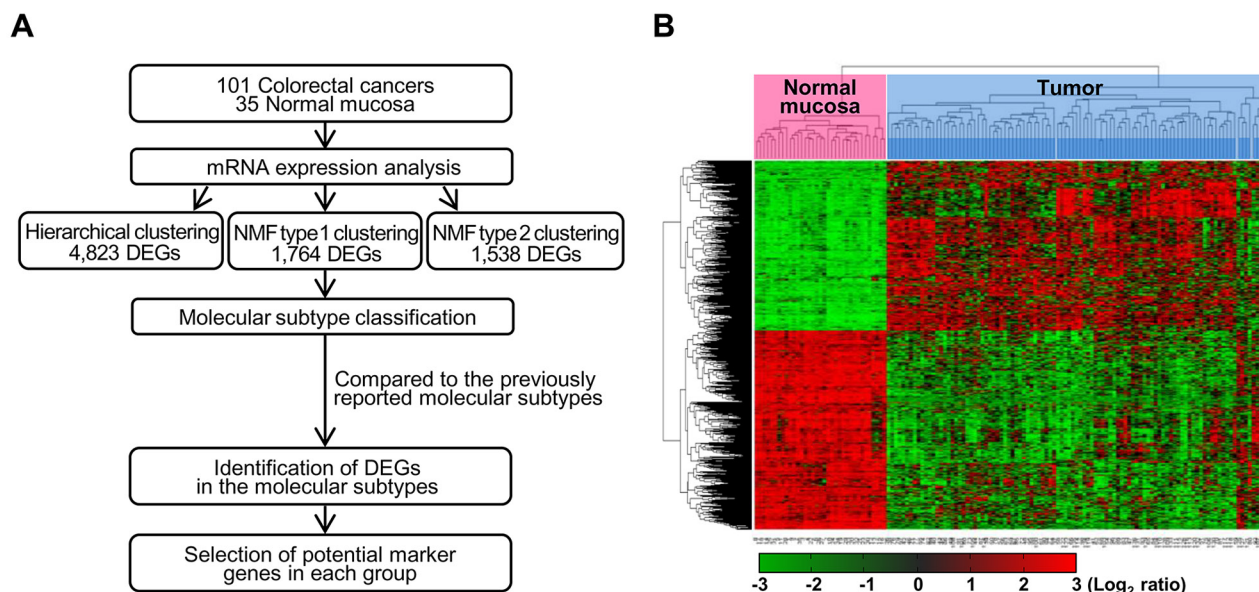 A
101 Colorectal cancers
35 Normal mucosa
mRNA expression analysis
Hierarchical clustering
4,823 DEGs
NMF type 1 clustering
1,764 DEGs
NMF type 2 clustering
1,538 DEGs
Molecular subtype classification
Compared to the previously
reported molecular subtypes
Identification of DEGs
in the molecular subtypes
Selection of potential marker
genes in each group
B
Normal
mucosa
Tumor
-3 -2 -1 0 1 2 3 (Log₂ ratio)